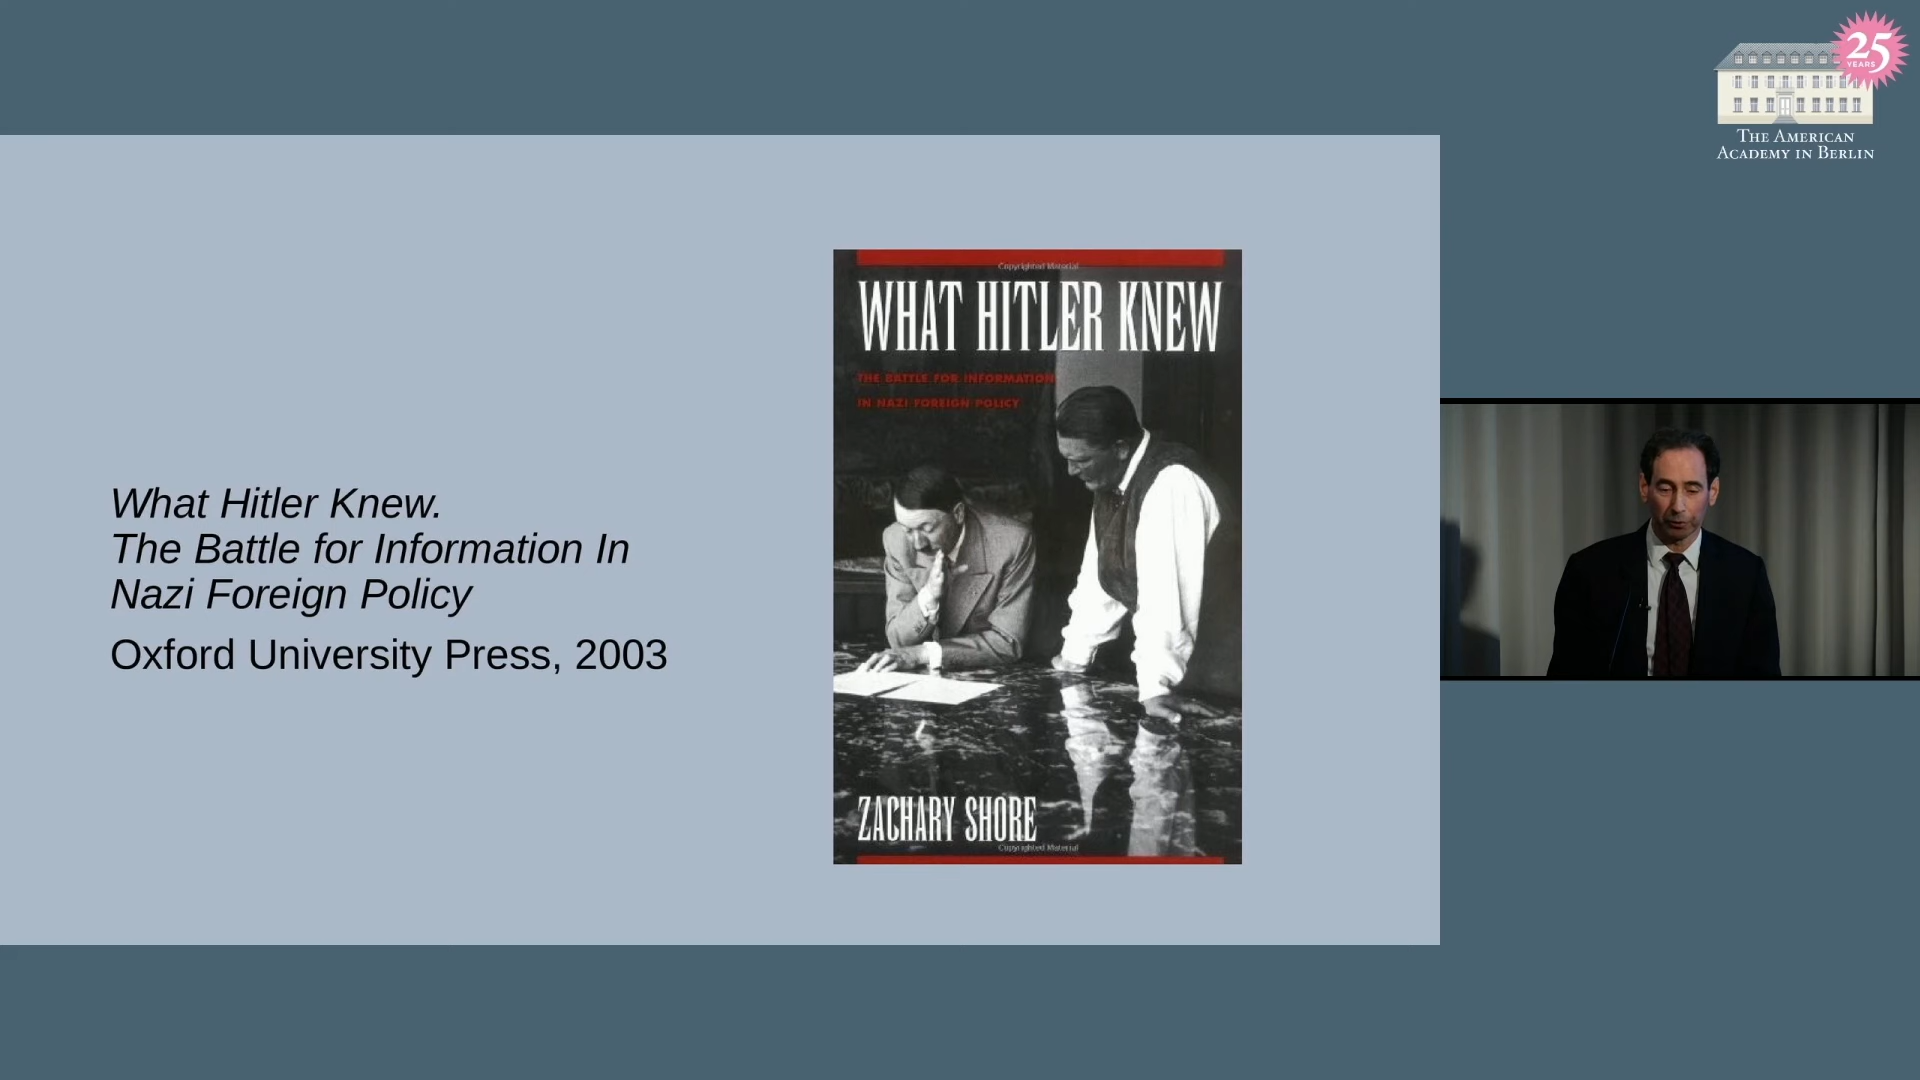 25
YEARS
THE AMERICAN
ACADEMY IN BERLIN
What Hitler Knew.
The Battle for Information In
Nazi Foreign Policy
Oxford University Press, 2003
Copyrighted Material
WHAT HITLER KNEW
THE BATTLE FOR INFORMATION
IN NAZI FOREIGN POLICY
ZACHARY SHORE
Copyrighted Material